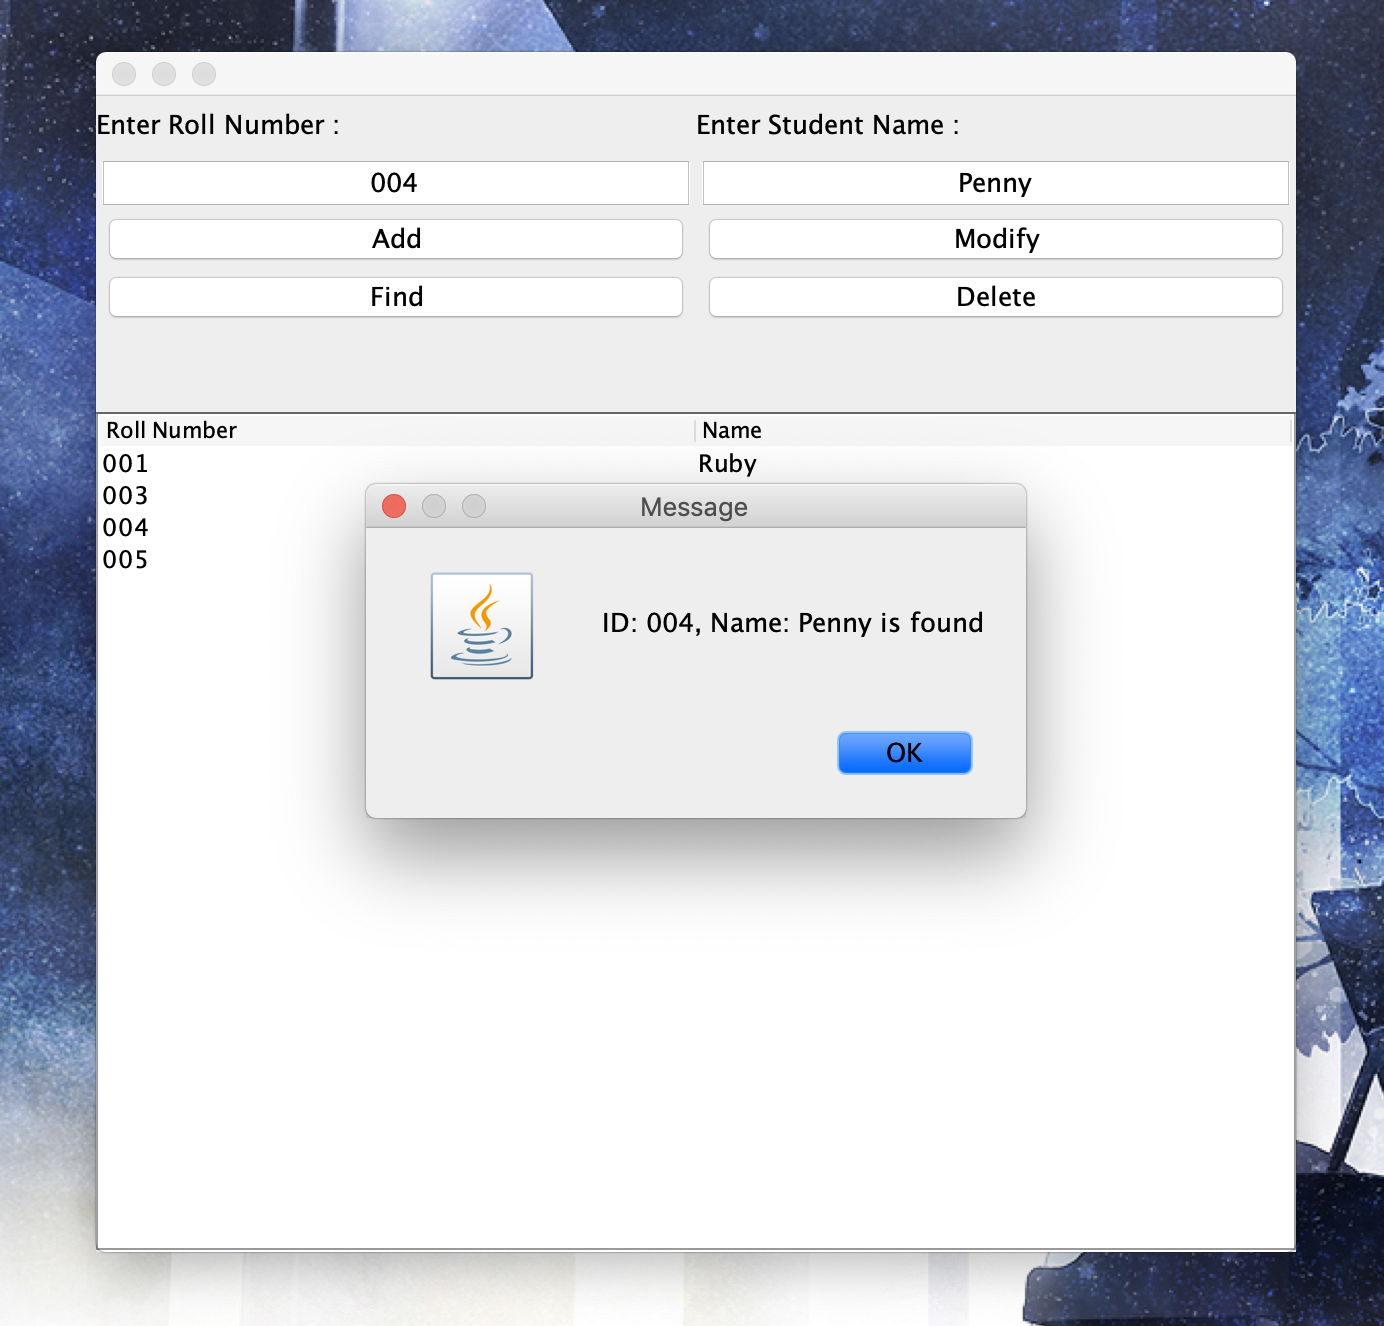 Enter Roll Number :
Enter Student Name :
004
Penny
Add
Modify
Find
Delete
Roll Number
Name
001
Ruby
003
004
005
Message
ID: 004, Name: Penny is found
OK